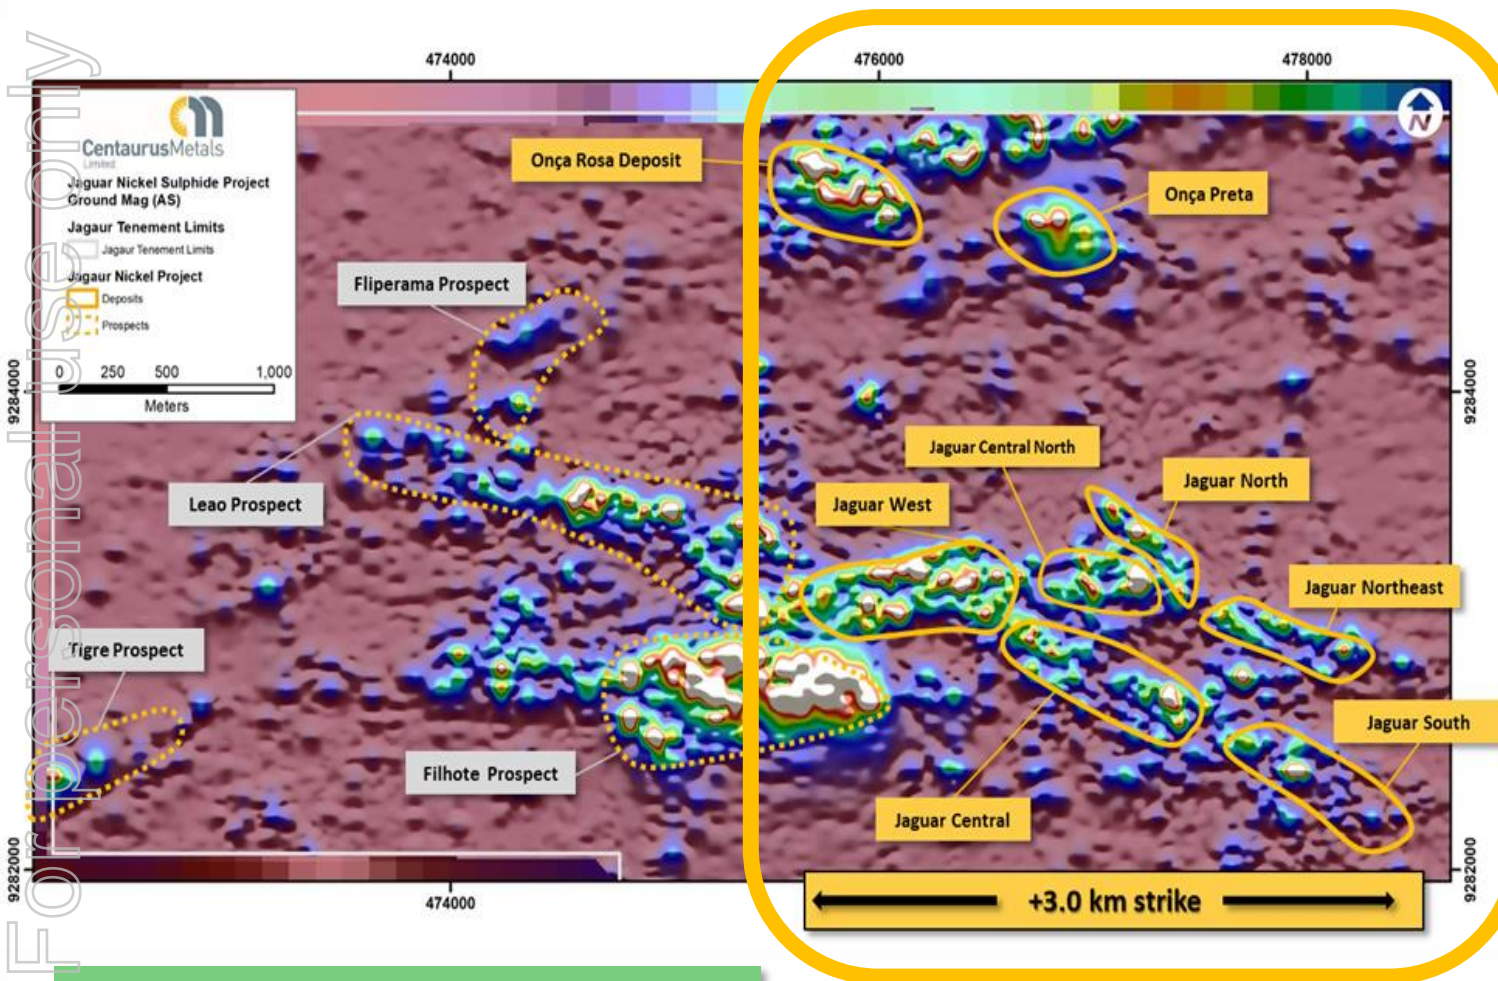 For personal use only
474000
476000
478000
CentaurusMetals
Limited
Jaguar Nickel Sulphide Project
Ground Mag (AS)
Jagaur Tenement Limits
Jagaur Tenement Limits
Jagaur Nickel Project
Deposits
Prospects
0 250 500 1,000
Meters
N
Onça Rosa Deposit
Onça Preta
Fliperama Prospect
9284000
9284000
Jaguar Central North
Jaguar North
Leao Prospect
Jaguar West
Jaguar Northeast
Tigre Prospect
Jaguar South
Filhote Prospect
Jaguar Central
9282000
9282000
474000
+3.0 km strike